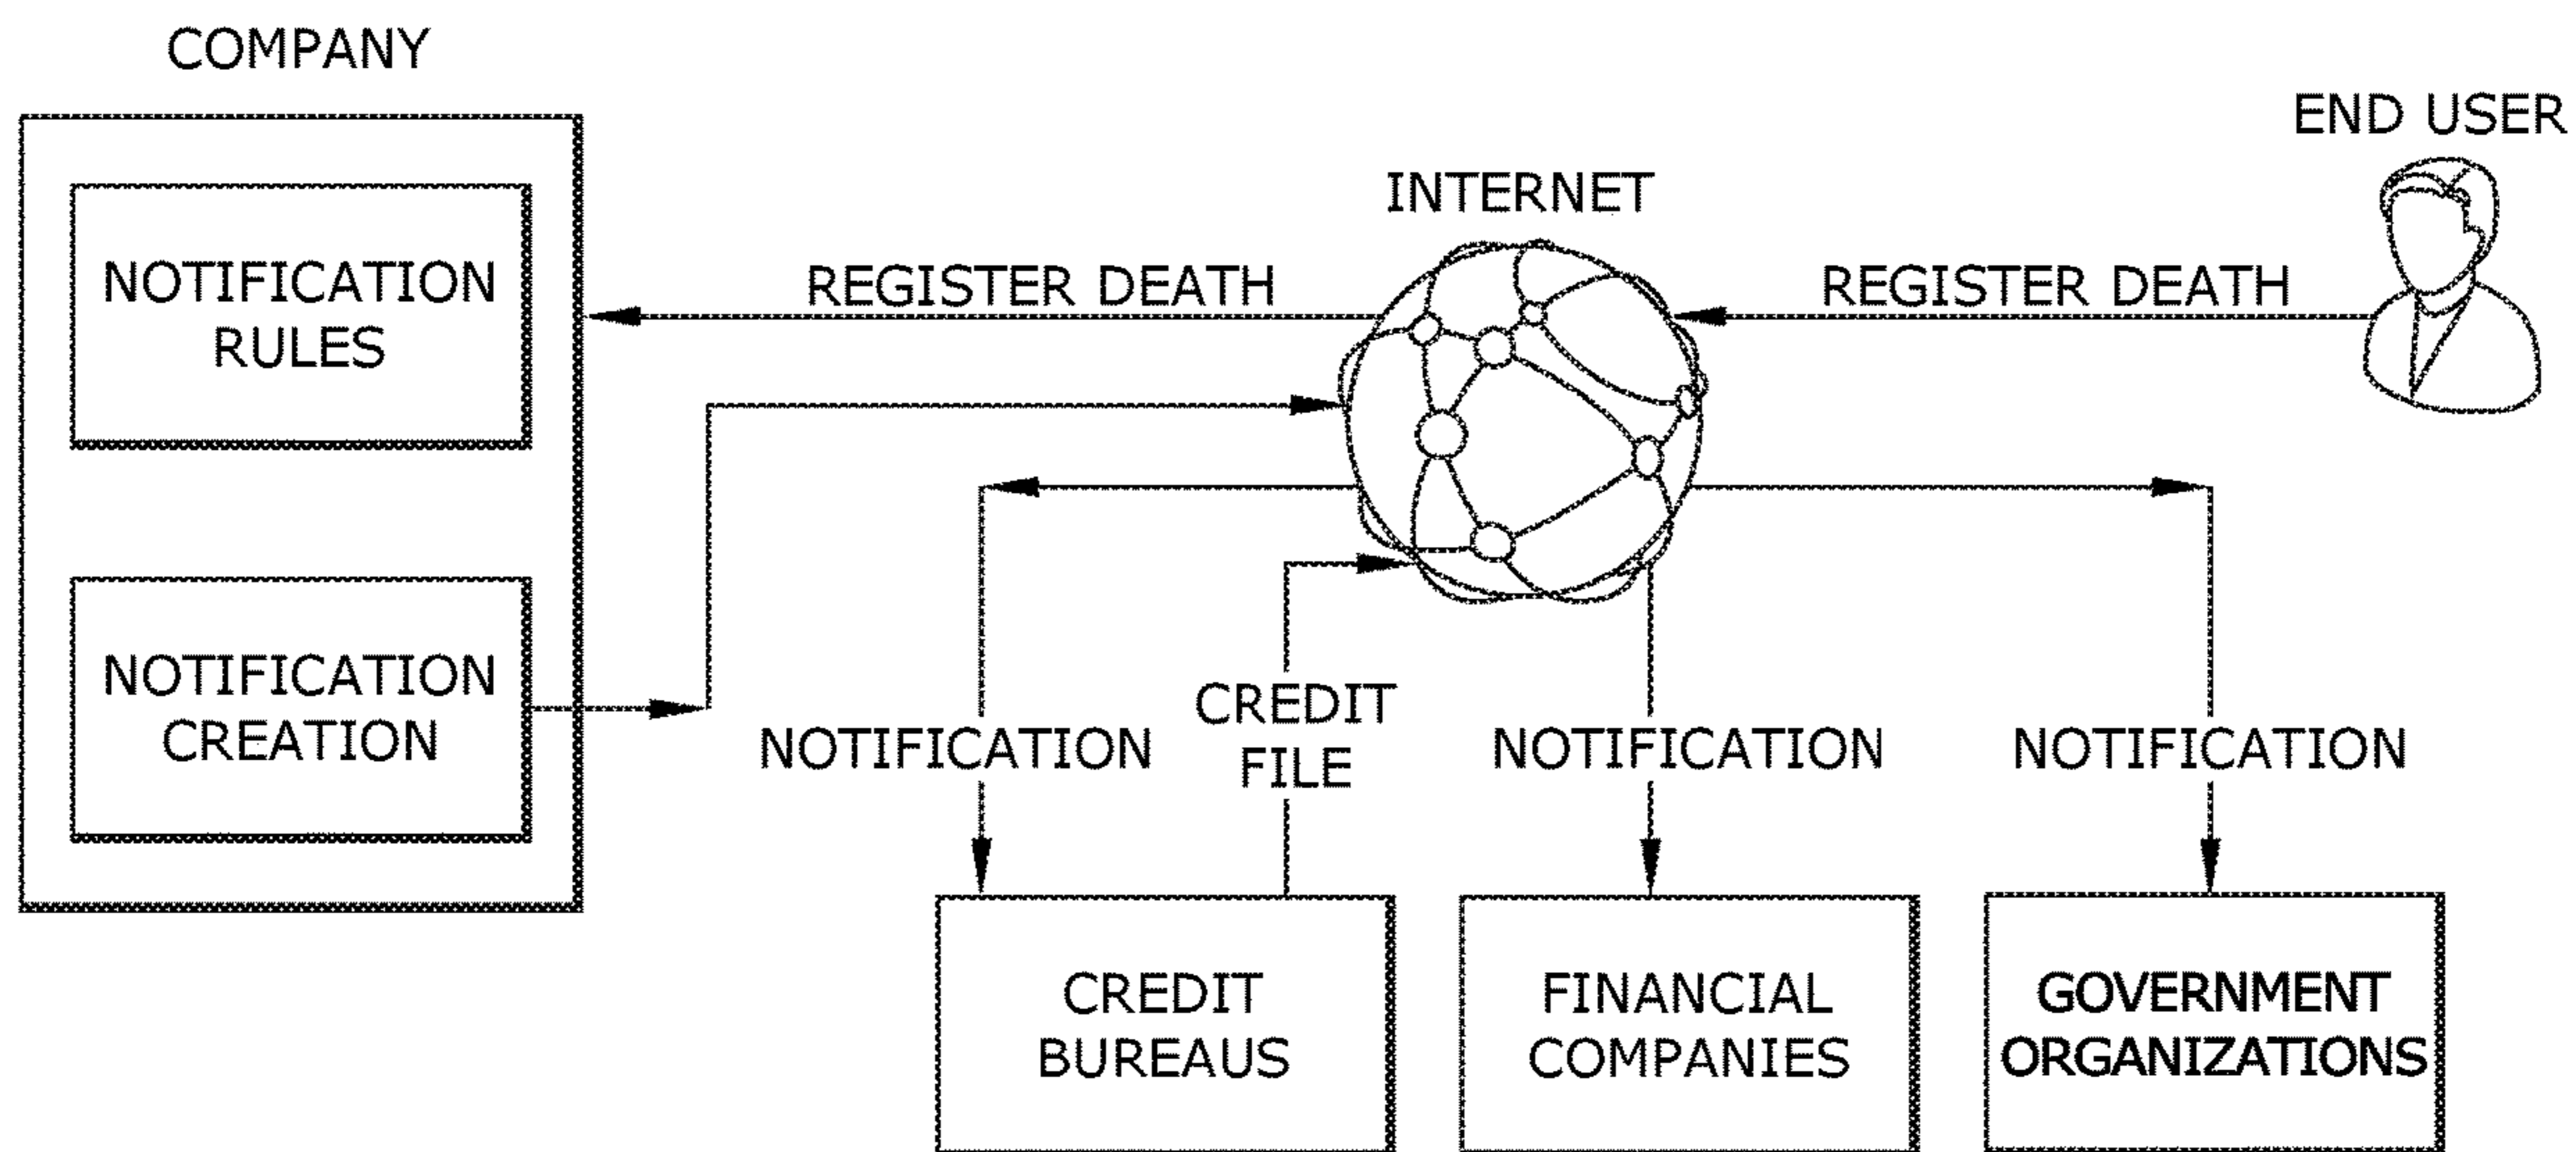 COMPANY
END USER
INTERNET
NOTIFICATION
RULES
REGISTER DEATH
REGISTER DEATH
NOTIFICATION
CREATION
NOTIFICATION
CREDIT
FILE
NOTIFICATION
NOTIFICATION
CREDIT
BUREAUS
FINANCIAL
COMPANIES
GOVERNMENT
ORGANIZATIONS